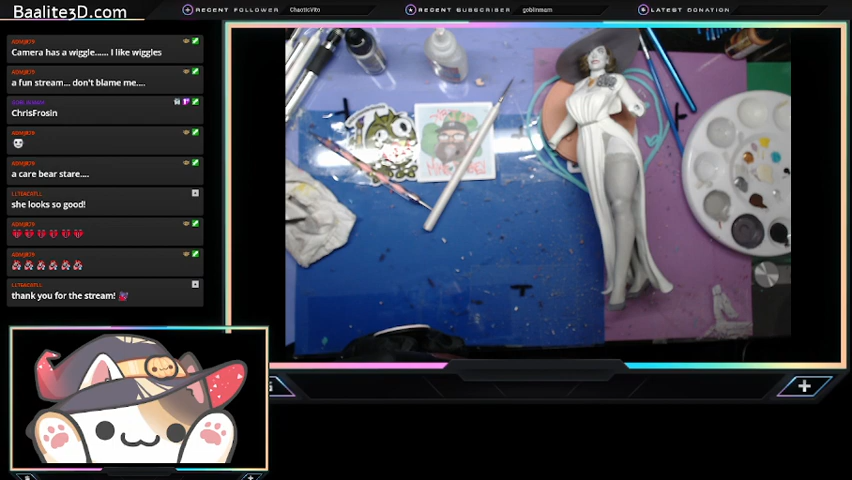 Baalite3D.com
RECENT FOLLOWER ChaoticVito
RECENT SUBSCRIBER goblinmam
LATEST DONATION
Camera has a wiggle...... I like wiggles
a fun stream... don't blame me....
ChrisFrosin
a care bear stare....
she looks so good!
thank you for the stream!